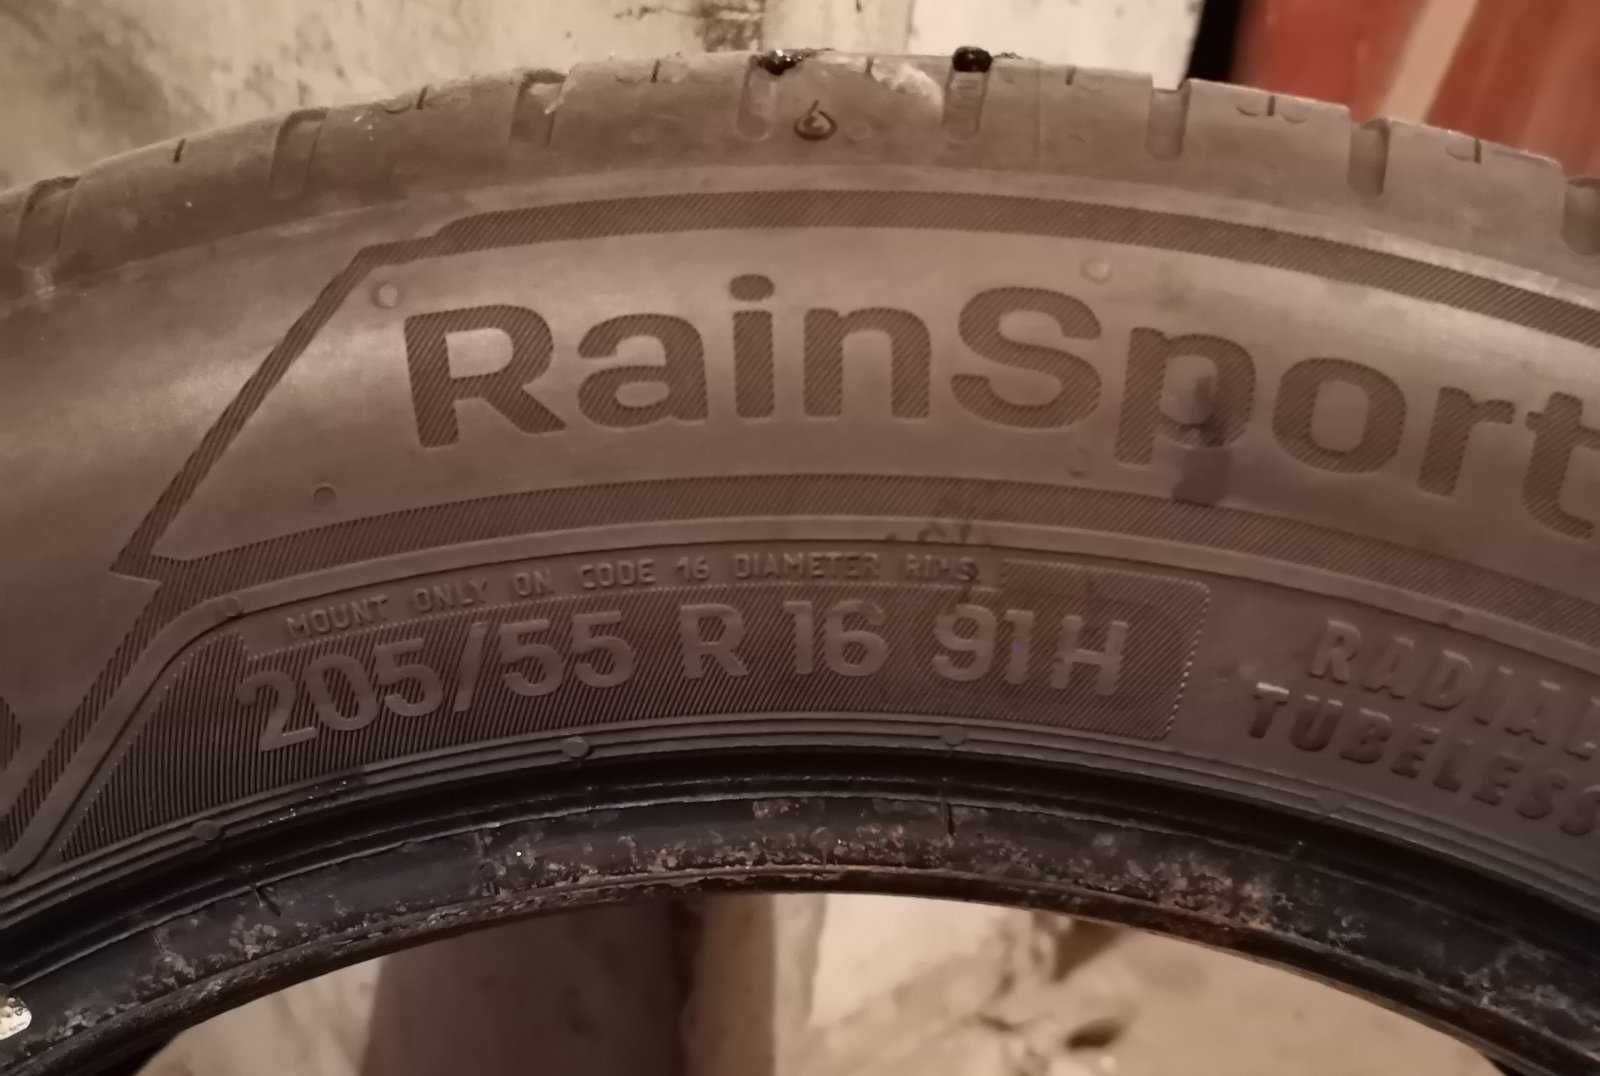 RainSport
MOUNT ONLY ON CODE 16 DIAMETER RIMS
205/55 R 16 91H
RADIAL
TUBELESS